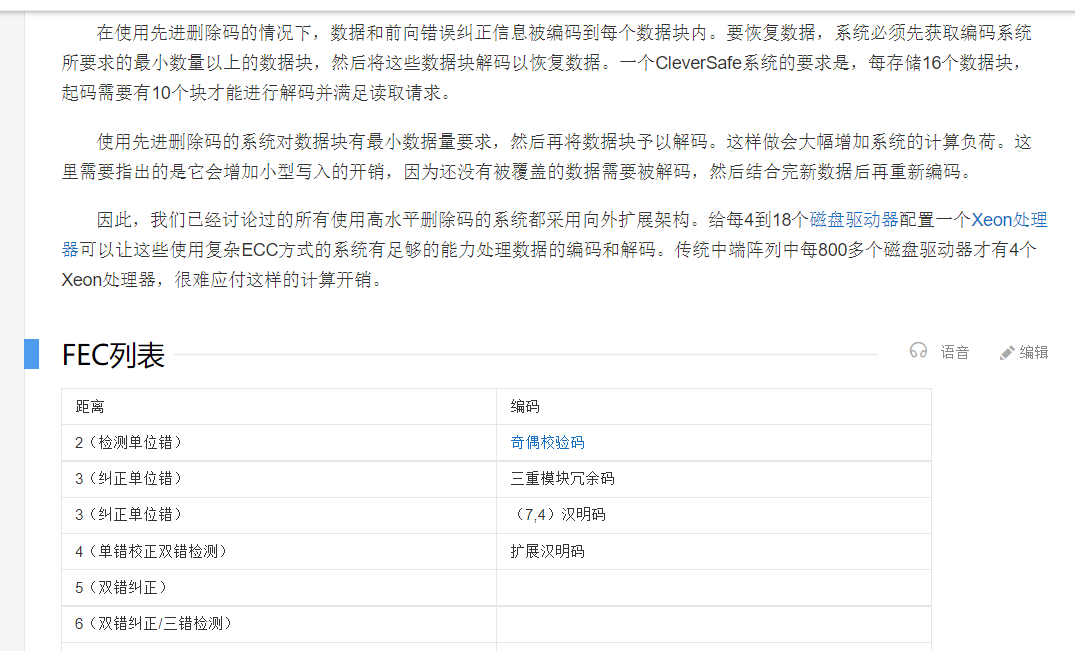 在使用先进删除码的情况下，数据和前向错误纠正信息被编码到每个数据块内。要恢复数据，系统必须先获取编码系统
所要求的最小数量以上的数据块，然后将这些数据块解码以恢复数据。一个CleverSafe系统的要求是，每存储16个数据块，
起码需要有10个块才能进行解码并满足读取请求。
使用先进删除码的系统对数据块有最小数据量要求，然后再将数据块予以解码。这样做会大幅增加系统的计算负荷。这
里需要指出的是它会增加小型写入的开销，因为还没有被覆盖的数据需要被解码，然后结合完新数据后再重新编码。
因此，我们已经讨论过的所有使用高水平删除码的系统都采用向外扩展架构。给每4到18个磁盘驱动器配置一个Xeon处理
器可以让这些使用复杂ECC方式的系统有足够的能力处理数据的编码和解码。传统中端阵列中每800多个磁盘驱动器才有4个
Xeon处理器，很难应付这样的计算开销。
FEC列表 语音 编辑
距离 编码
2（检测单位错） 奇偶校验码
3（纠正单位错） 三重模块冗余码
3（纠正单位错） （7,4）汉明码
4（单错校正双错检测） 扩展汉明码
5（双错纠正）
6（双错纠正/三错检测）